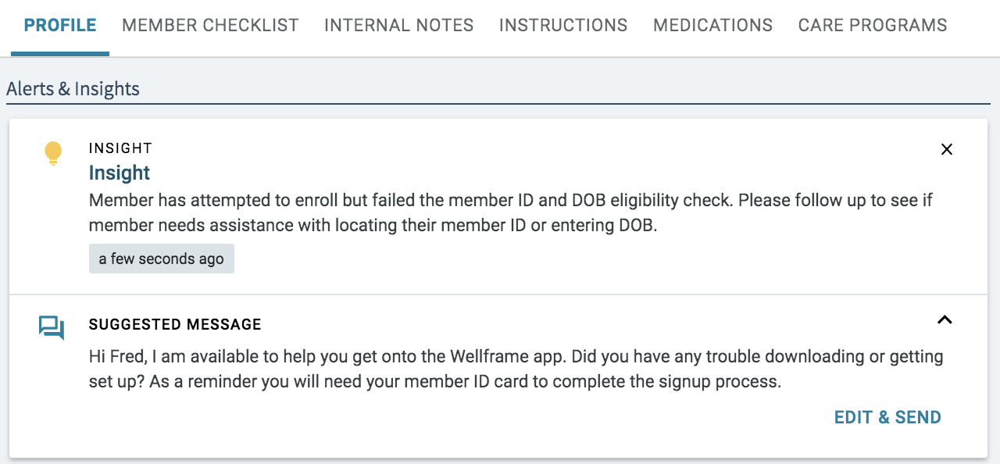 PROFILE MEMBER CHECKLIST INTERNAL NOTES INSTRUCTIONS MEDICATIONS CARE PROGRAMS
Alerts & Insights
INSIGHT
Insight
Member has attempted to enroll but failed the member ID and DOB eligibility check. Please follow up to see if
member needs assistance with locating their member ID or entering DOB.
a few seconds ago
SUGGESTED MESSAGE
Hi Fred, I am available to help you get onto the Wellframe app. Did you have any trouble downloading or getting
set up? As a reminder you will need your member ID card to complete the signup process.
EDIT & SEND